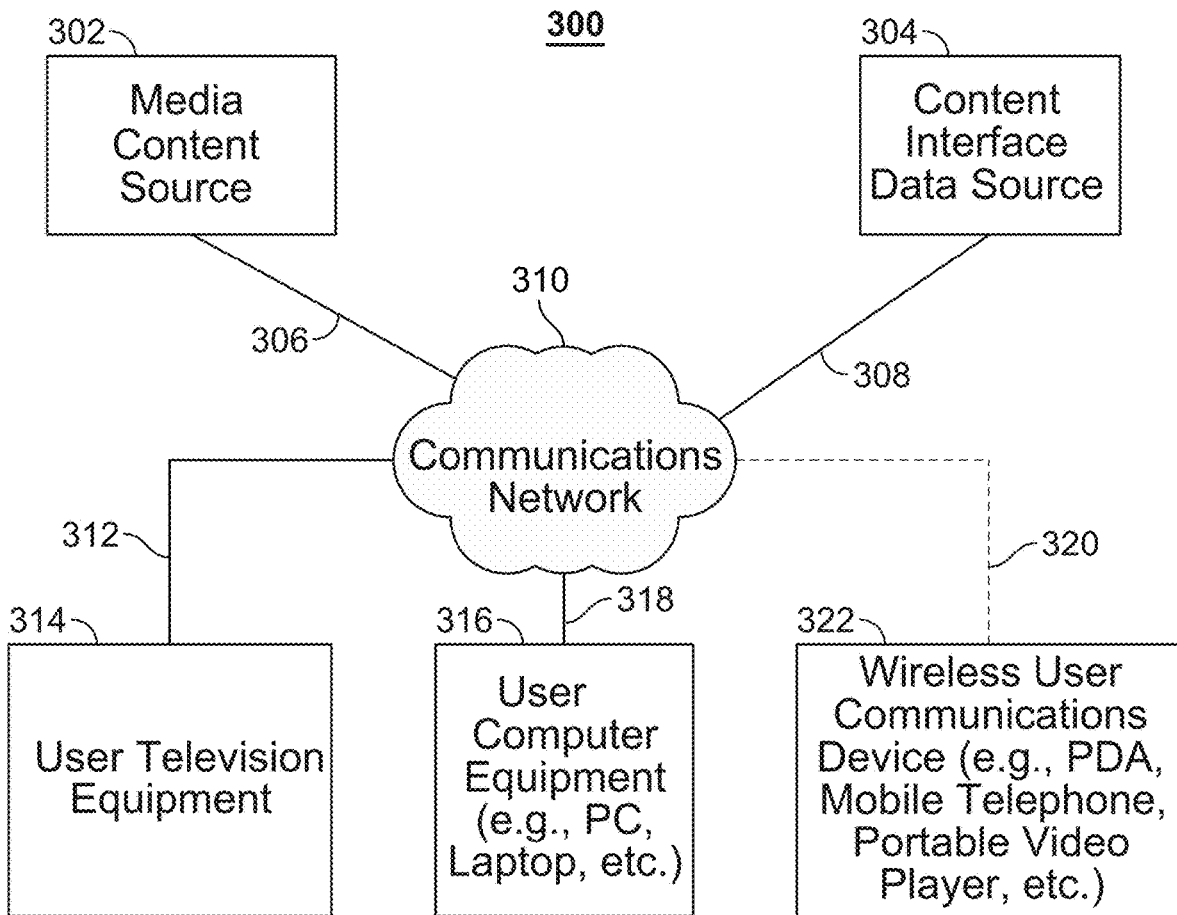 300
302
Media
Content
Source
304
Content
Interface
Data Source
306
310
308
Communications
Network
312
320
314
User Television
Equipment
316
318
User
Computer
Equipment
(e.g., PC,
Laptop, etc.)
322
Wireless User
Communications
Device (e.g., PDA,
Mobile Telephone,
Portable Video
Player, etc.)